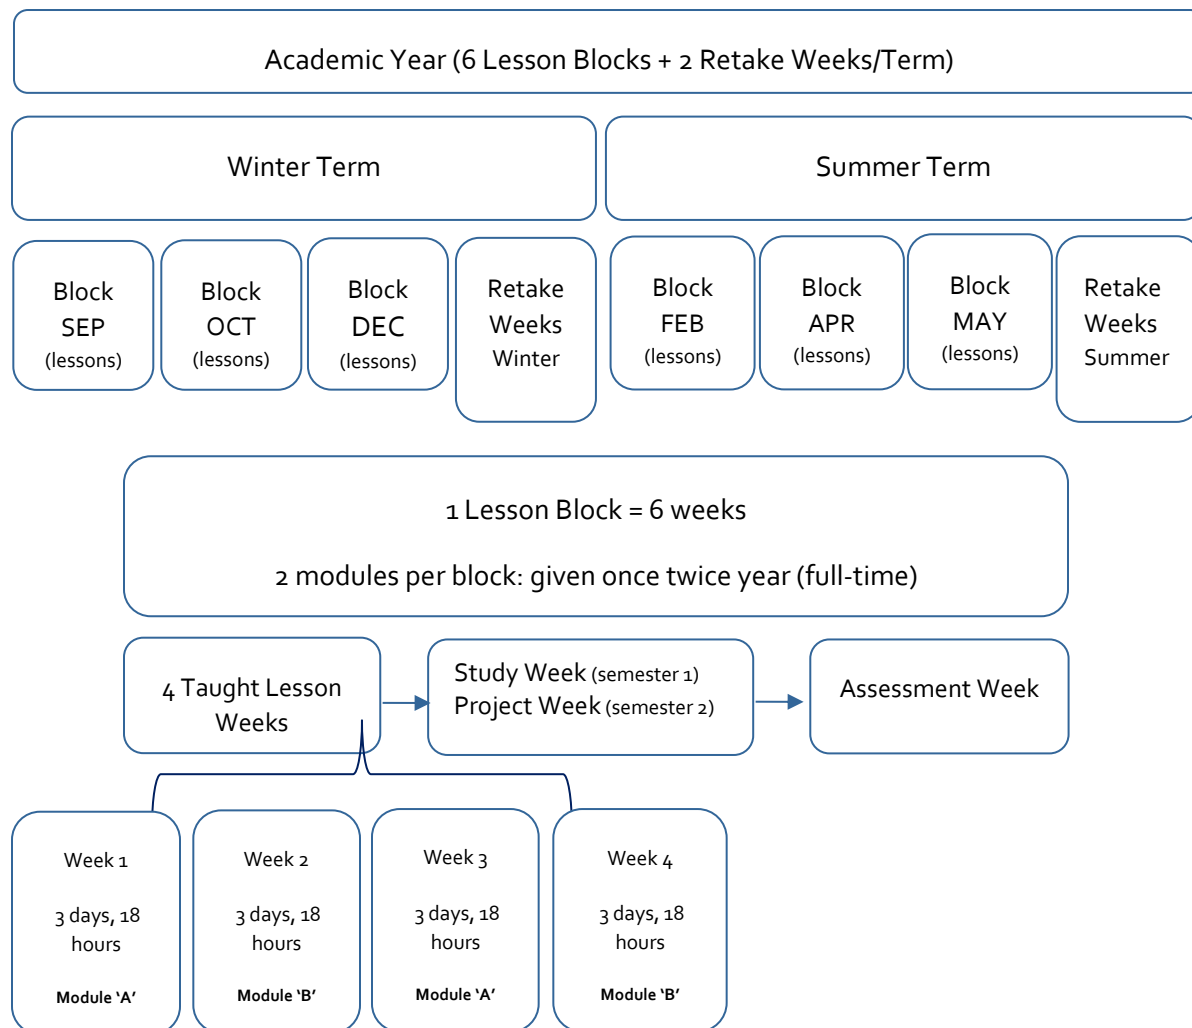 Academic Year (6 Lesson Blocks + 2 Retake Weeks/Term)
Winter Term
Summer Term
Block
SEP
(lessons)
Block
OCT
(lessons)
Block
DEC
(lessons)
Retake
Weeks
Winter
Block
FEB
(lessons)
Block
APR
(lessons)
Block
MAY
(lessons)
Retake
Weeks
Summer
1 Lesson Block = 6 weeks
2 modules per block: given once twice year (full-time)
4 Taught Lesson
Weeks
Study Week (semester 1)
Project Week (semester 2)
Assessment Week
Week 1
3 days, 18
hours
Module ‘A’
Week 2
3 days, 18
hours
Module ‘B’
Week 3
3 days, 18
hours
Module ‘A’
Week 4
3 days, 18
hours
Module ‘B’